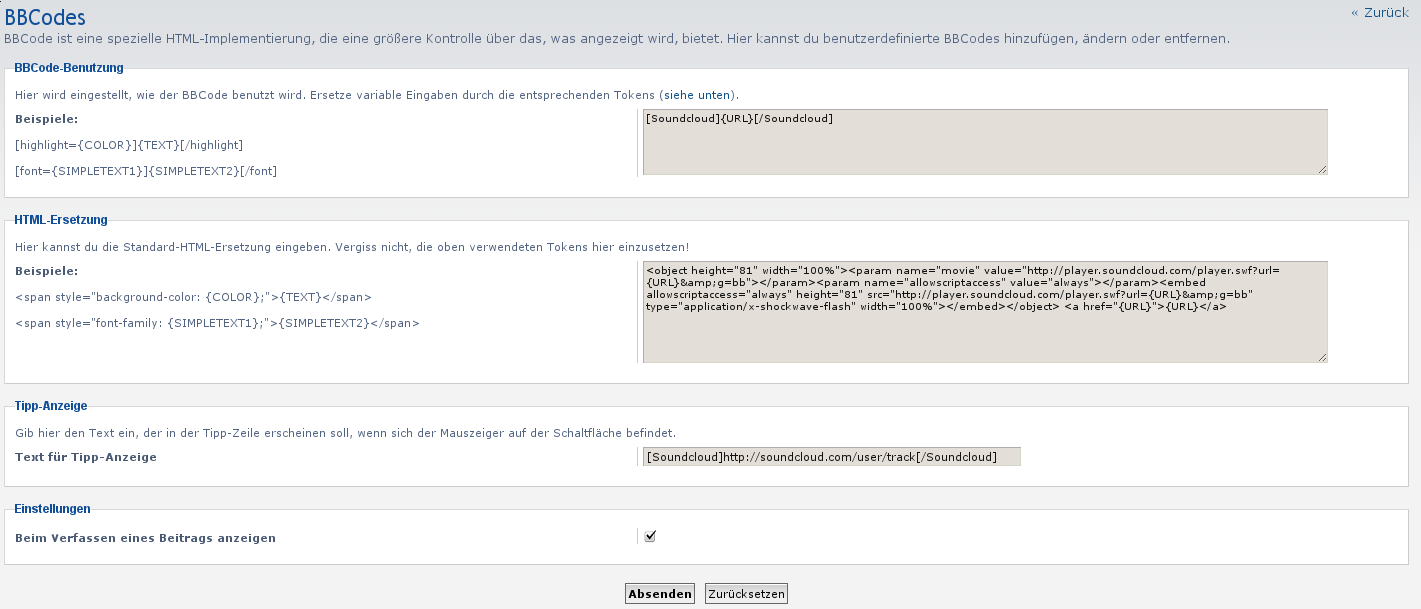 BBCodes
« Zurück
BBCode ist eine spezielle HTML-Implementierung, die eine größere Kontrolle über das, was angezeigt wird, bietet. Hier kannst du benutzerdefinierte BBCodes hinzufügen, ändern oder entfernen.
BBCode-Benutzung
Hier wird eingestellt, wie der BBCode benutzt wird. Ersetze variable Eingaben durch die entsprechenden Tokens (siehe unten).
Beispiele:
[highlight={COLOR}]{TEXT}[/highlight]
[font={SIMPLETEXT1}]{SIMPLETEXT2}[/font]
[Soundcloud]{URL}[/Soundcloud]
HTML-Ersetzung
Hier kannst du die Standard-HTML-Ersetzung eingeben. Vergiss nicht, die oben verwendeten Tokens hier einzusetzen!
Beispiele:
<span style="background-color: {COLOR};">{TEXT}</span>
<span style="font-family: {SIMPLETEXT1};">{SIMPLETEXT2}</span>
<object height="81" width="100%"><param name="movie" value="http://player.soundcloud.com/player.swf?url=
{URL}&amp;g=bb"></param><param name="allowscriptaccess" value="always"></param><embed
allowscriptaccess="always" height="81" src="http://player.soundcloud.com/player.swf?url={URL}&amp;g=bb"
type="application/x-shockwave-flash" width="100%"></embed></object> <a href="{URL}">{URL}</a>
Tipp-Anzeige
Gib hier den Text ein, der in der Tipp-Zeile erscheinen soll, wenn sich der Mauszeiger auf der Schaltfläche befindet.
Text für Tipp-Anzeige
[Soundcloud]http://soundcloud.com/user/track[/Soundcloud]
Einstellungen
Beim Verfassen eines Beitrags anzeigen
Absenden
Zurücksetzen